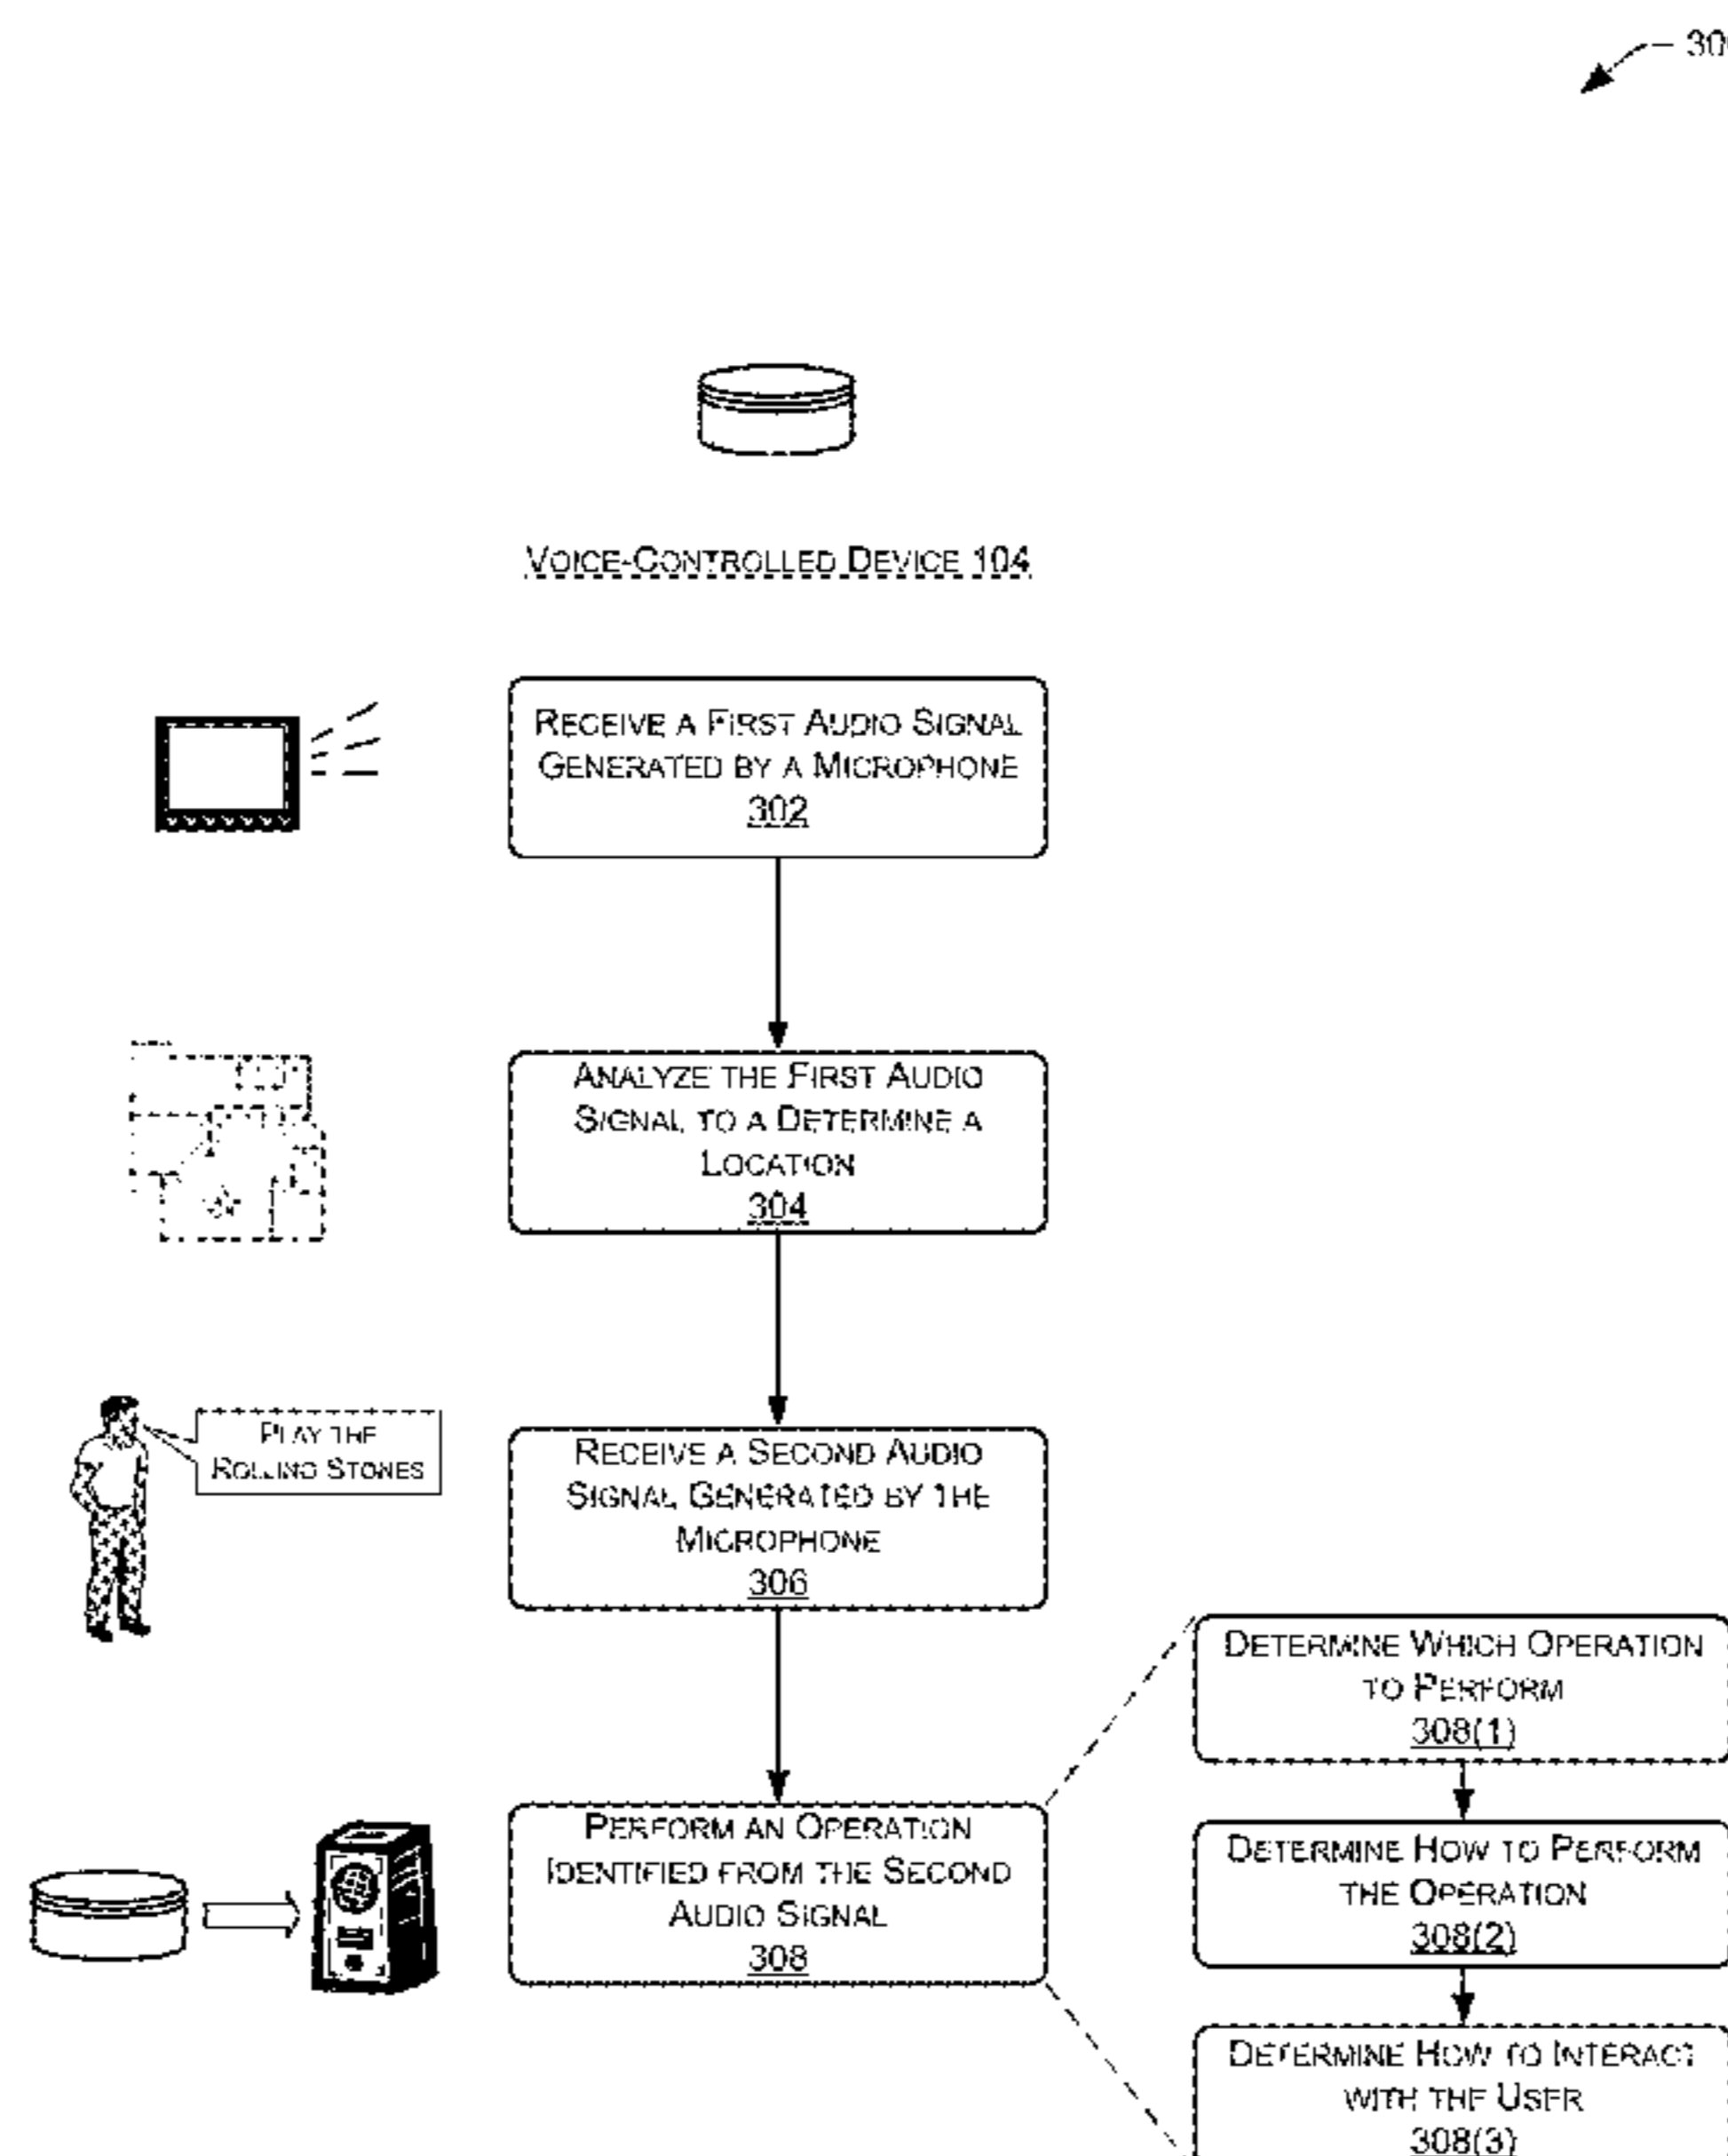 VOICE-CONTROLLED DEVICE 104
RECEIVE A FIRST AUDIO SIGNAL
GENERATED BY A MICROPHONE
302
ANALYZE THE FIRST AUDIO
SIGNAL TO A DETERMINE A
LOCATION
304
PLAY THE
ROLLING STONES
RECEIVE A SECOND AUDIO
SIGNAL GENERATED BY THE
MICROPHONE
306
PERFORM AN OPERATION
IDENTIFIED FROM THE SECOND
AUDIO SIGNAL
308
DETERMINE WHICH OPERATION
TO PERFORM
308(1)
DETERMINE HOW TO PERFORM
THE OPERATION
308(2)
DETERMINE HOW TO INTERACT
WITH THE USER
308(3)